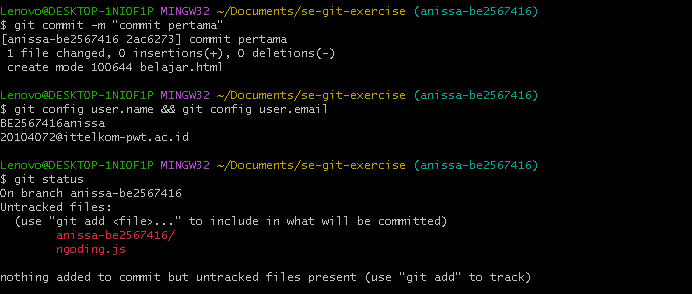 Lenovo@DESKTOP-1NIOF1P MINGW32 ~/Documents/se-git-exercise (anissa-be2567416)
$ git commit -m "commit pertama"
[anissa-be2567416 2ac6273] commit pertama
 1 file changed, 0 insertions(+), 0 deletions(-)
 create mode 100644 belajar.html

Lenovo@DESKTOP-1NIOF1P MINGW32 ~/Documents/se-git-exercise (anissa-be2567416)
$ git config user.name && git config user.email
BE2567416anissa
20104072@ittelkom-pwt.ac.id

Lenovo@DESKTOP-1NIOF1P MINGW32 ~/Documents/se-git-exercise (anissa-be2567416)
$ git status
On branch anissa-be2567416
Untracked files:
  (use "git add <file>..." to include in what will be committed)
        anissa-be2567416/
        ngoding.js

nothing added to commit but untracked files present (use "git add" to track)